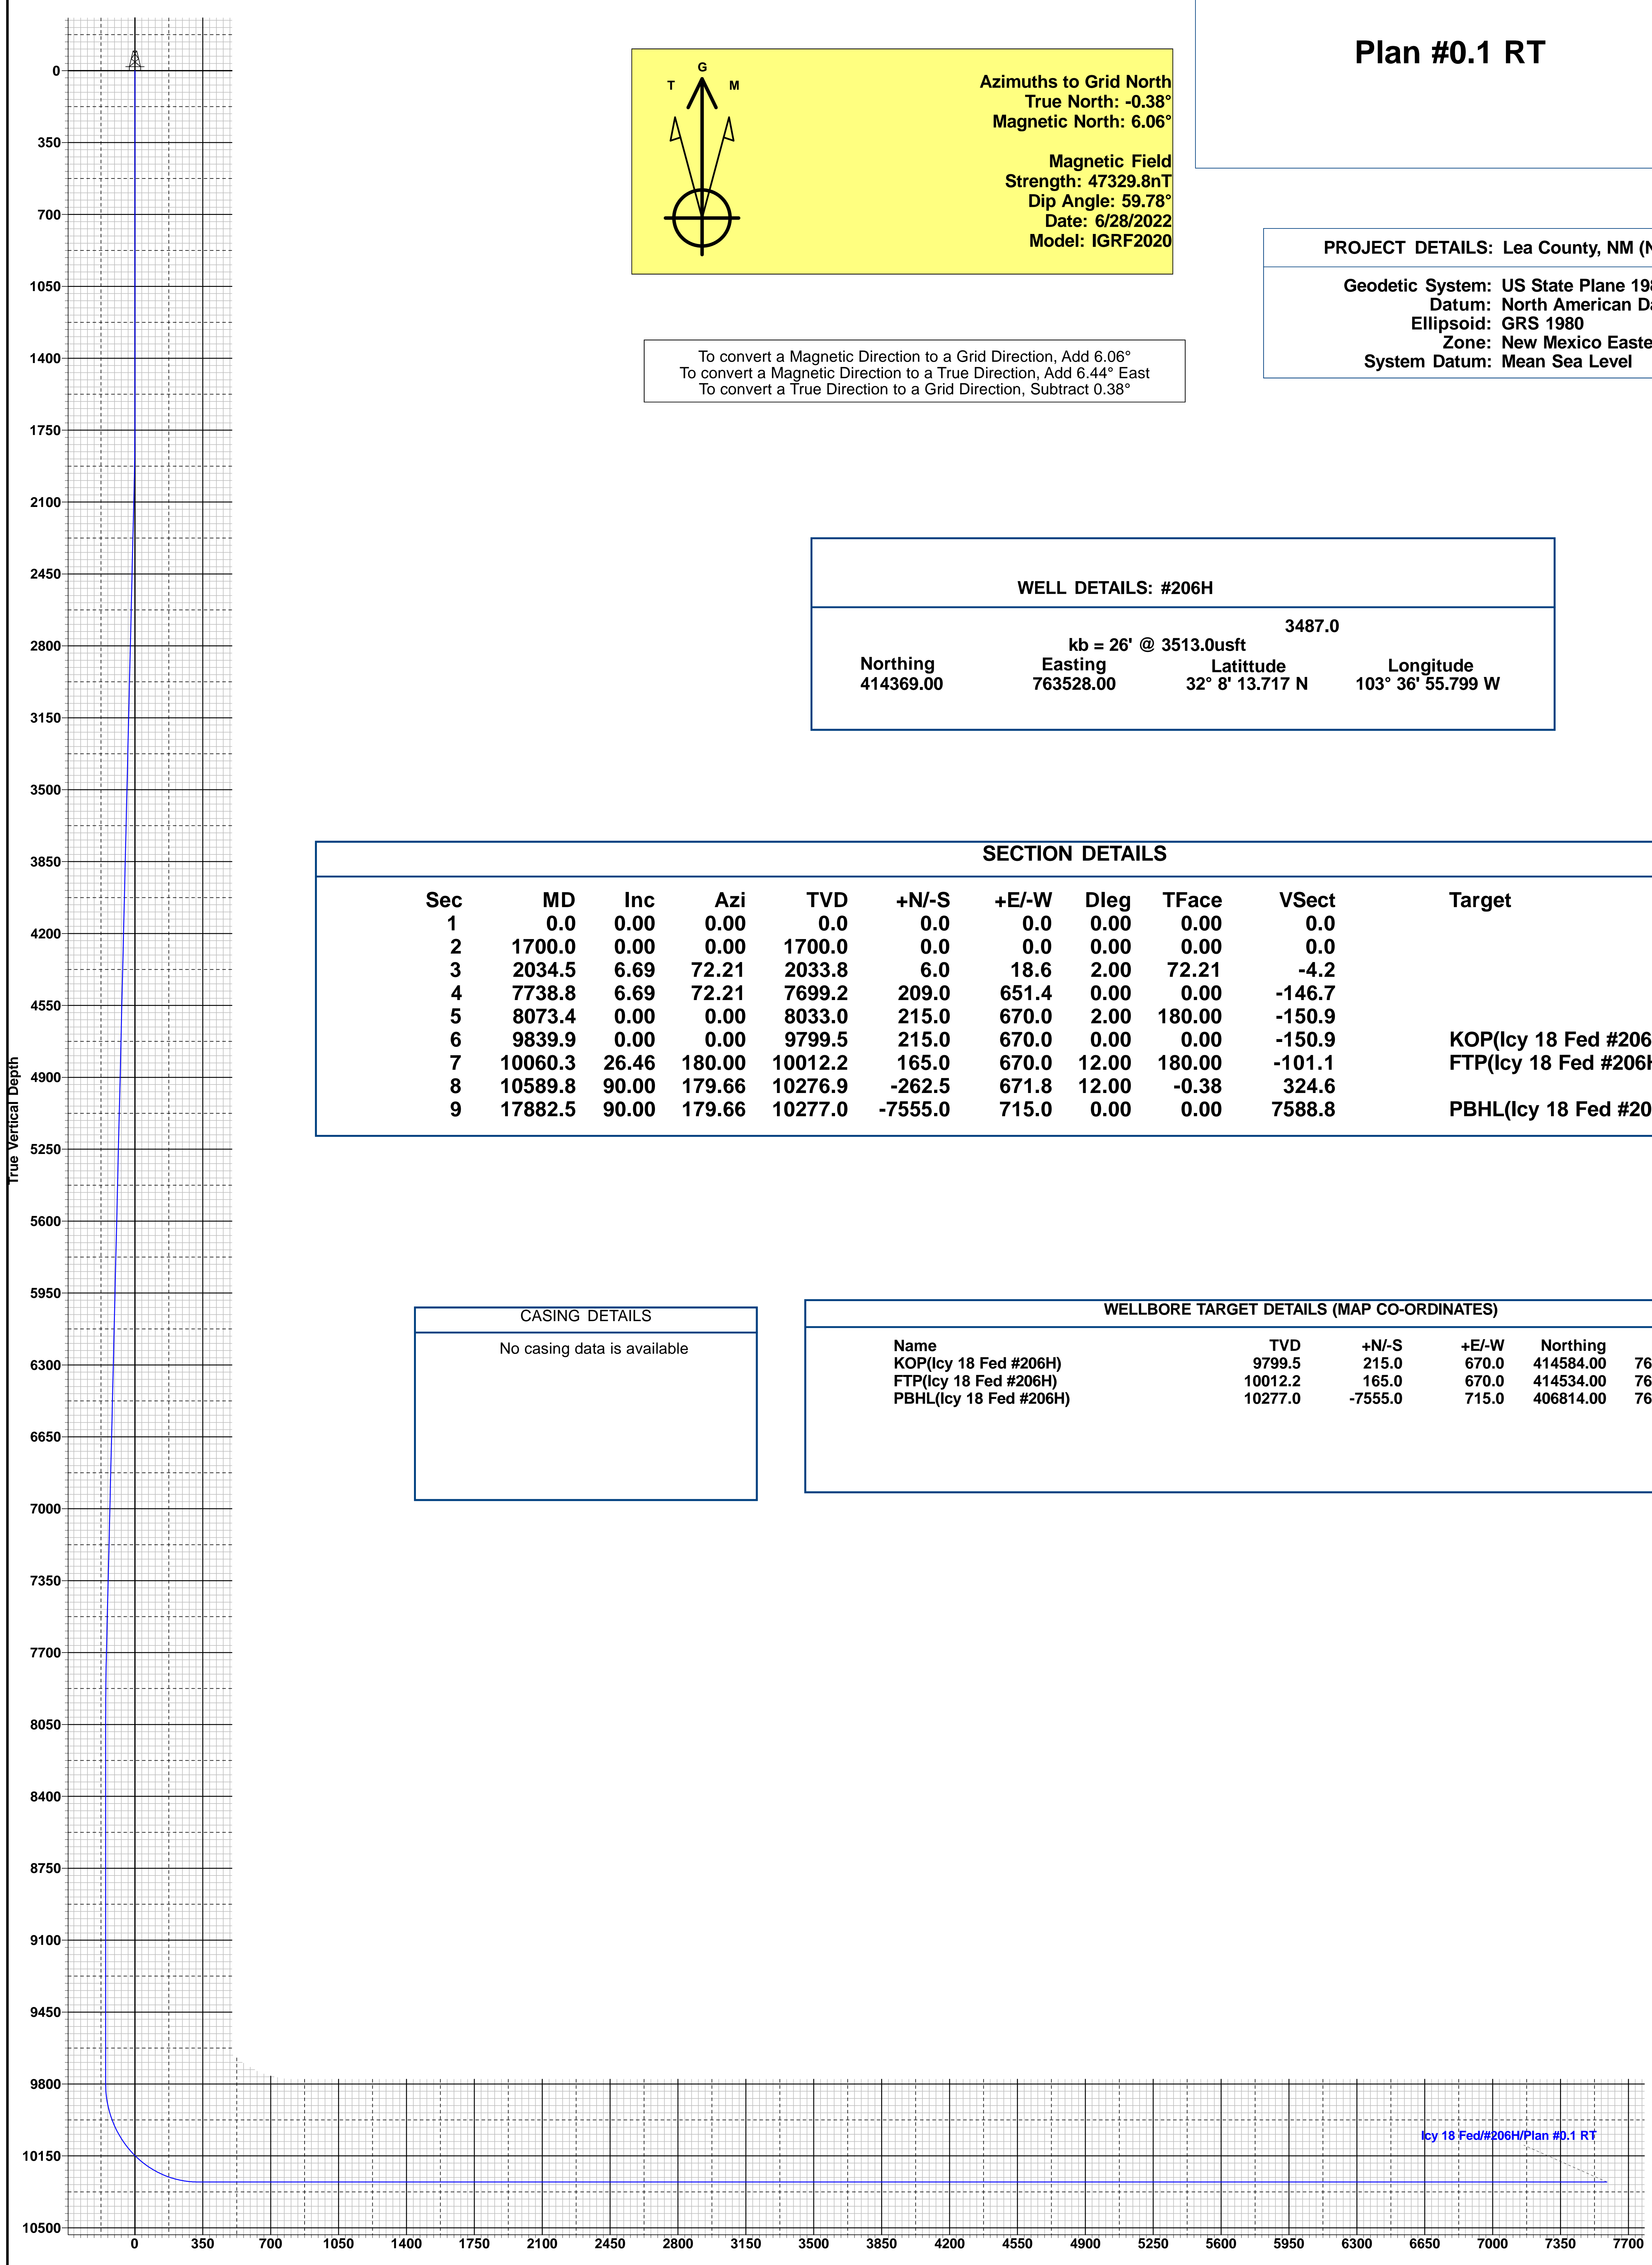 Plan #0.1 RT
T G M
Azimuths to Grid North
True North: -0.38°
Magnetic North: 6.06°
Magnetic Field
Strength: 47329.8nT
Dip Angle: 59.78°
Date: 6/28/2022
Model: IGRF2020
PROJECT DETAILS: Lea County, NM (N
Geodetic System: US State Plane 198
Datum: North American Da
Ellipsoid: GRS 1980
Zone: New Mexico Easte
System Datum: Mean Sea Level
To convert a Magnetic Direction to a Grid Direction, Add 6.06°
To convert a Magnetic Direction to a True Direction, Add 6.44° East
To convert a True Direction to a Grid Direction, Subtract 0.38°
WELL DETAILS: #206H
3487.0
kb = 26' @ 3513.0usft
Northing Easting Latittude Longitude
414369.00 763528.00 32° 8' 13.717 N 103° 36' 55.799 W
SECTION DETAILS
Sec MD Inc Azi TVD +N/-S +E/-W Dleg TFace VSect Target
1 0.0 0.00 0.00 0.0 0.0 0.0 0.00 0.00 0.0
2 1700.0 0.00 0.00 1700.0 0.0 0.0 0.00 0.00 0.0
3 2034.5 6.69 72.21 2033.8 6.0 18.6 2.00 72.21 -4.2
4 7738.8 6.69 72.21 7699.2 209.0 651.4 0.00 0.00 -146.7
5 8073.4 0.00 0.00 8033.0 215.0 670.0 2.00 180.00 -150.9
6 9839.9 0.00 0.00 9799.5 215.0 670.0 0.00 0.00 -150.9 KOP(Icy 18 Fed #206
7 10060.3 26.46 180.00 10012.2 165.0 670.0 12.00 180.00 -101.1 FTP(Icy 18 Fed #206H
8 10589.8 90.00 179.66 10276.9 -262.5 671.8 12.00 -0.38 324.6
9 17882.5 90.00 179.66 10277.0 -7555.0 715.0 0.00 0.00 7588.8 PBHL(Icy 18 Fed #20
CASING DETAILS
No casing data is available
WELLBORE TARGET DETAILS (MAP CO-ORDINATES)
Name TVD +N/-S +E/-W Northing
KOP(Icy 18 Fed #206H) 9799.5 215.0 670.0 414584.00 76
FTP(Icy 18 Fed #206H) 10012.2 165.0 670.0 414534.00 76
PBHL(Icy 18 Fed #206H) 10277.0 -7555.0 715.0 406814.00 76
True Vertical Depth
0
350
700
1050
1400
1750
2100
2450
2800
3150
3500
3850
4200
4550
4900
5250
5600
5950
6300
6650
7000
7350
7700
8050
8400
8750
9100
9450
9800
10150
10500
Icy 18 Fed/#206H/Plan #0.1 RT
0 350 700 1050 1400 1750 2100 2450 2800 3150 3500 3850 4200 4550 4900 5250 5600 5950 6300 6650 7000 7350 7700